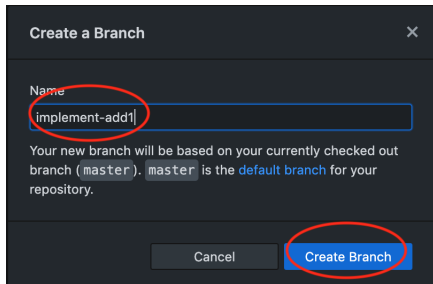 Create a Branch
Name
implement-add1
Your new branch will be based on your currently checked out
branch (master). master is the default branch for your
repository.
Cancel
Create Branch